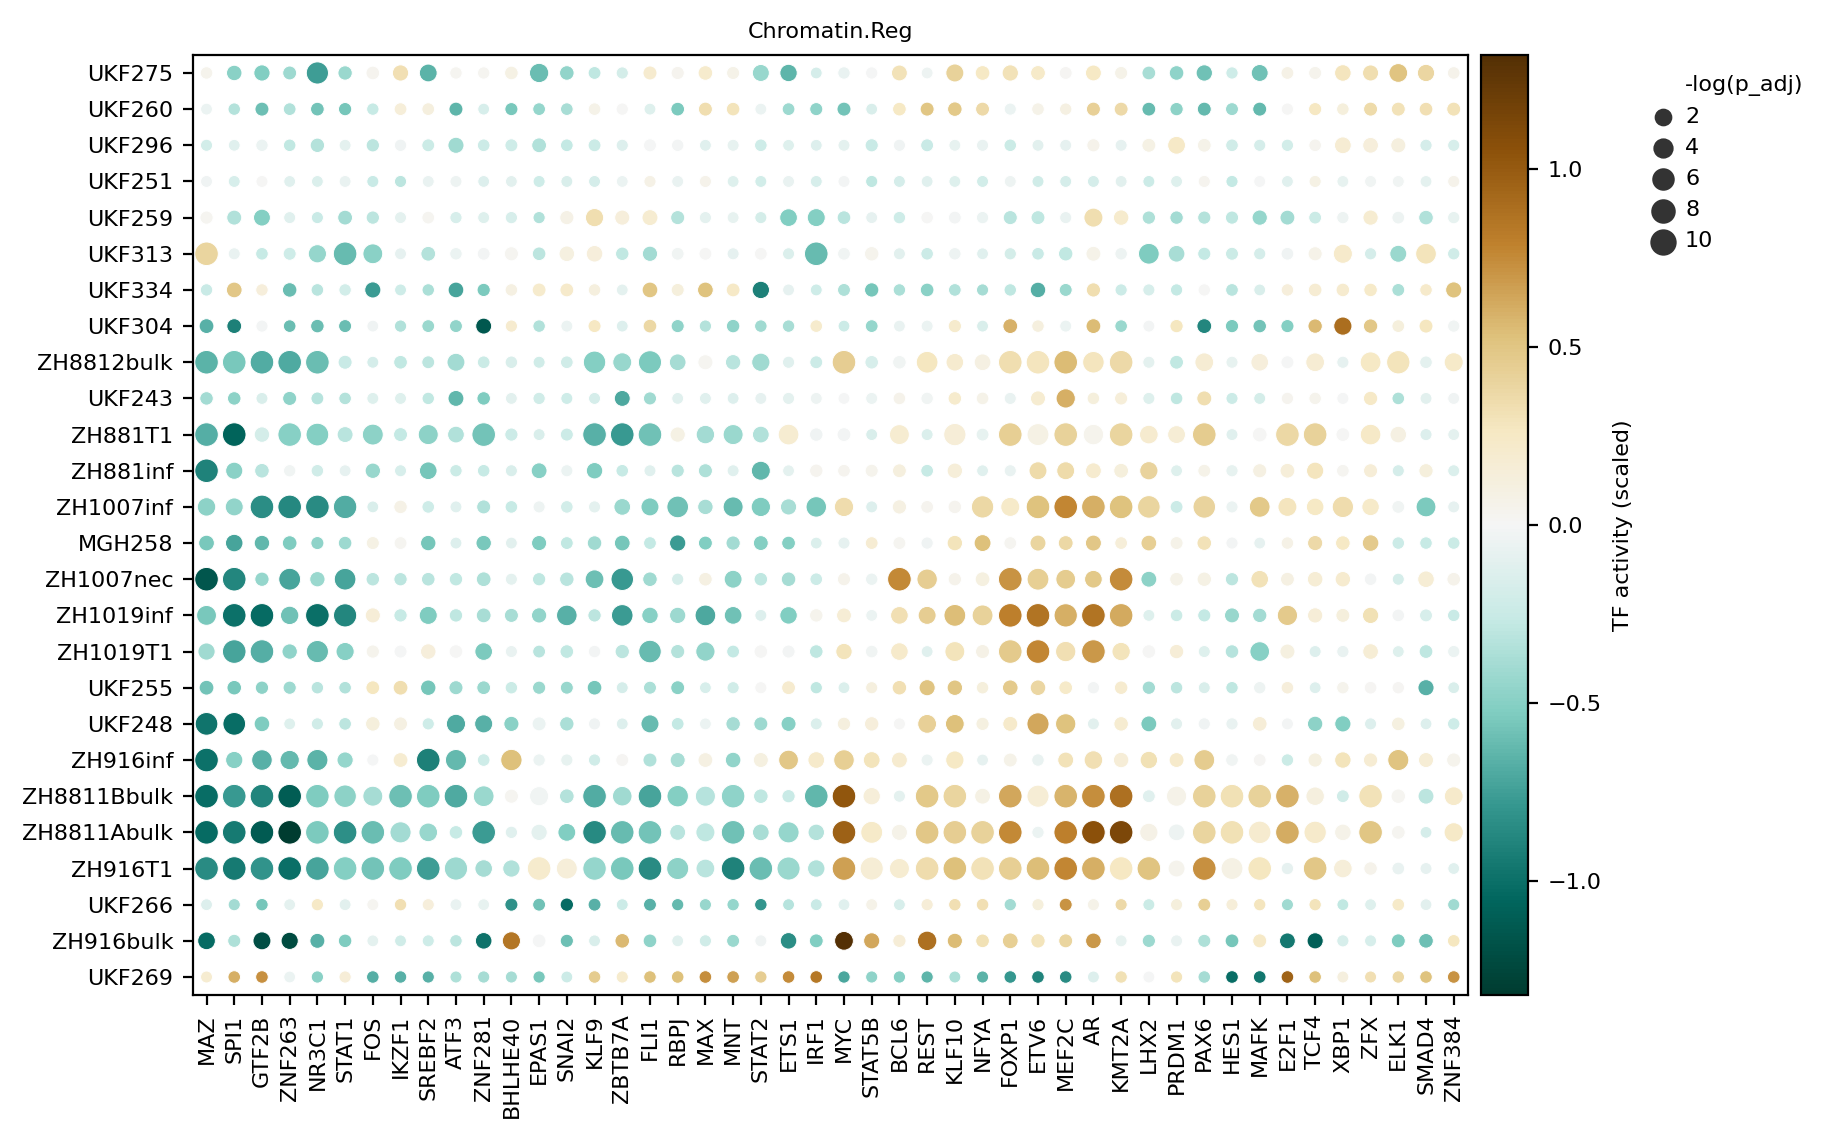 Chromatin.Reg
UKF275
UKF260
UKF296
UKF251
UKF259
UKF313
UKF334
UKF304
ZH8812bulk
UKF243
ZH881T1
ZH881inf
ZH1007inf
MGH258
ZH1007nec
ZH1019inf
ZH1019T1
UKF255
UKF248
ZH916inf
ZH8811Bbulk
ZH8811Abulk
ZH916T1
UKF266
ZH916bulk
UKF269
MAZ
SPI1
GTF2B
ZNF263
NR3C1
STAT1
FOS
IKZF1
SREBF2
ATF3
ZNF281
BHLHE40
EPAS1
SNAI2
KLF9
ZBTB7A
FLI1
RBPJ
MAX
MNT
STAT2
ETS1
IRF1
MYC
STAT5B
BCL6
REST
KLF10
NFYA
FOXP1
ETV6
MEF2C
AR
KMT2A
LHX2
PRDM1
PAX6
HES1
MAFK
E2F1
TCF4
XBP1
ZFX
ELK1
SMAD4
ZNF384
1.0
0.5
0.0
−0.5
−1.0
TF activity (scaled)
-log(p_adj)
2
4
6
8
10